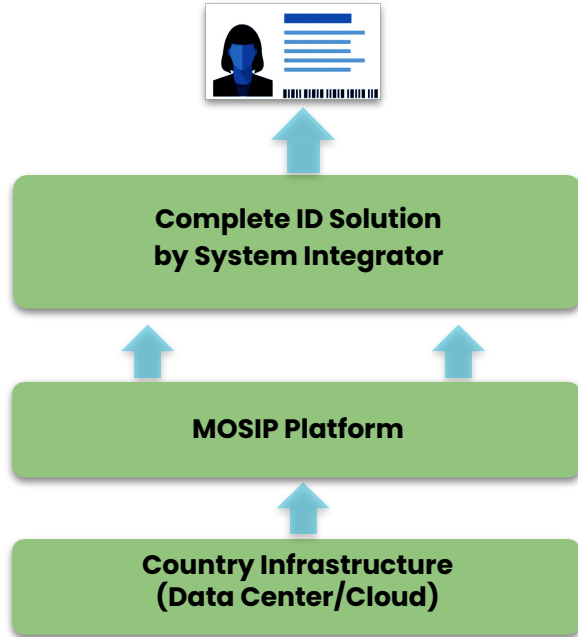 Complete ID Solution
by System Integrator
MOSIP Platform
Country Infrastructure
(Data Center/Cloud)